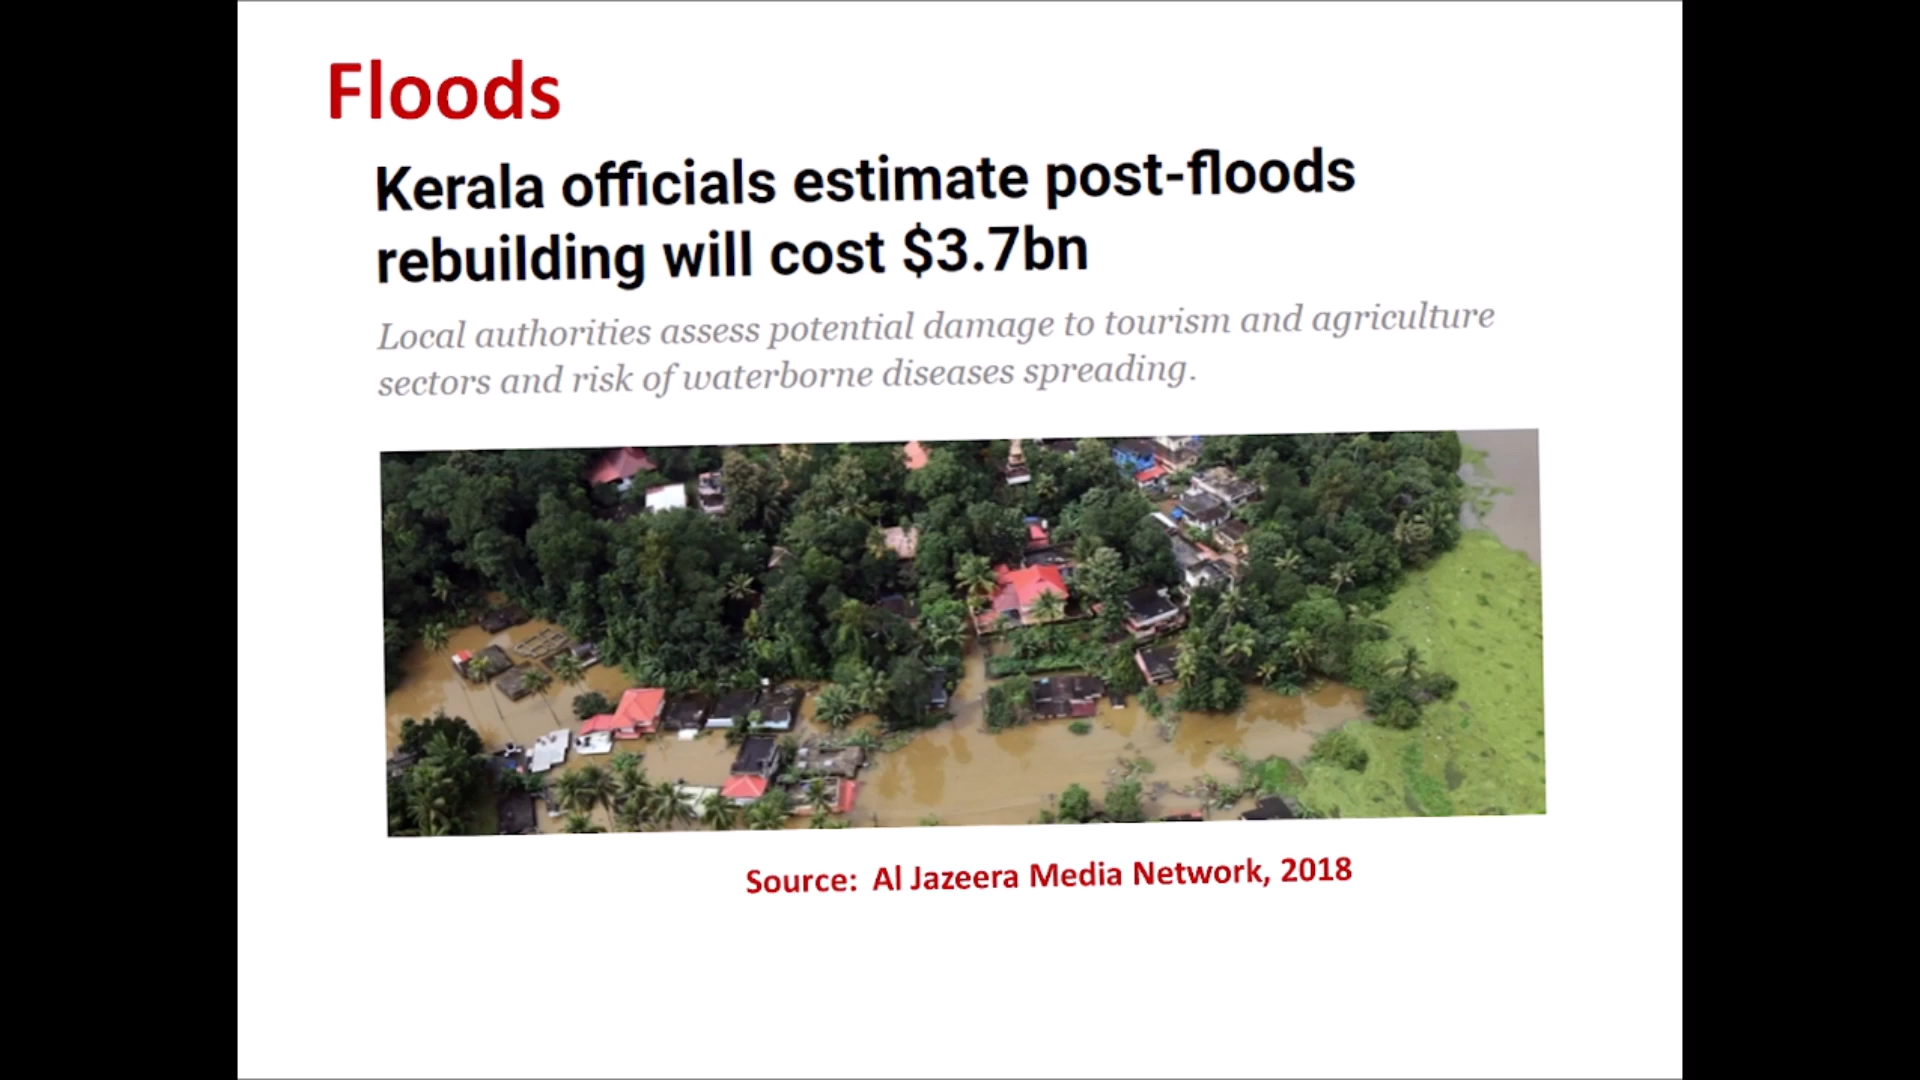 Floods
Kerala officials estimate post-floods
rebuilding will cost $3.7bn
Local authorities assess potential damage to tourism and agriculture
sectors and risk of waterborne diseases spreading.
Source: Al Jazeera Media Network, 2018